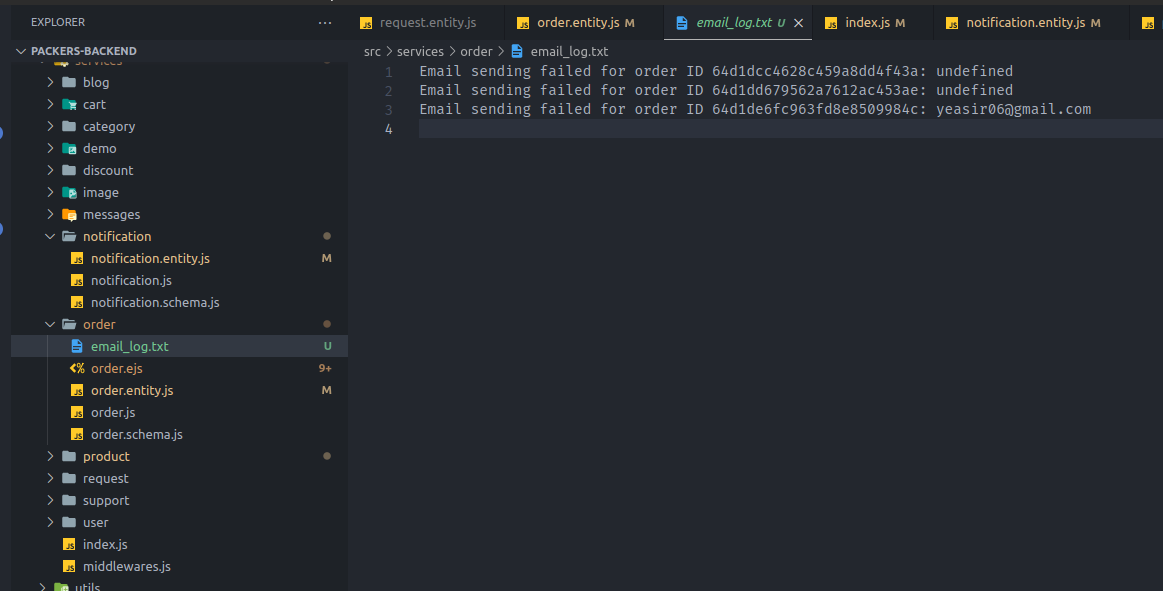 EXPLORER
PACKERS-BACKEND
services
blog
cart
category
demo
discount
image
messages
notification
notification.entity.js M
notification.js
notification.schema.js
order
email_log.txt U
order.ejs 9+
order.entity.js M
order.js
order.schema.js
product
request
support
user
index.js
middlewares.js
utils
request.entity.js
order.entity.js M
email_log.txt U
index.js M
notification.entity.js M
src > services > order > email_log.txt
1 Email sending failed for order ID 64d1dcc4628c459a8dd4f43a: undefined
2 Email sending failed for order ID 64d1dd679562a7612ac453ae: undefined
3 Email sending failed for order ID 64d1de6fc963fd8e8509984c: yeasir06@gmail.com
4